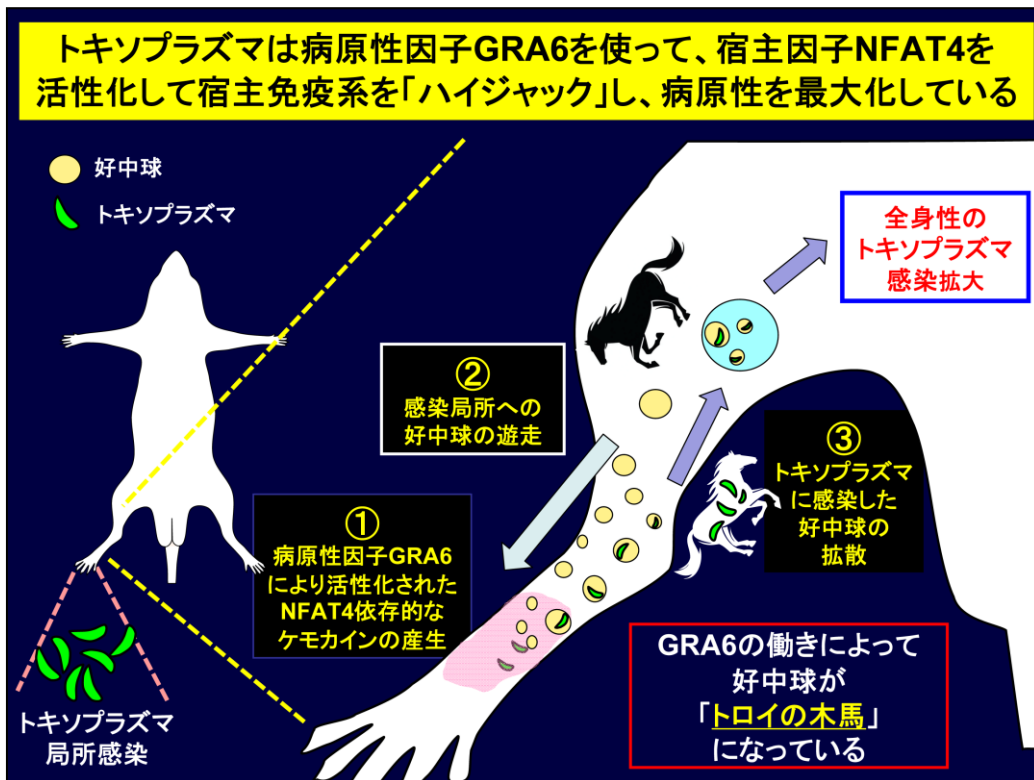 トキソプラズマは病原性因子GRA6を使って、宿主因子NFAT4を
活性化して宿主免疫系を「ハイジャック」し、病原性を最大化している
好中球
トキソプラズマ
全身性の
トキソプラズマ
感染拡大
②
感染局所への
好中球の遊走
③
トキソプラズマ
に感染した
好中球の
拡散
①
病原性因子GRA6
により活性化された
NFAT4依存的な
ケモカインの産生
トキソプラズマ
局所感染
GRA6の働きによって
好中球が
「トロイの木馬」
になっている